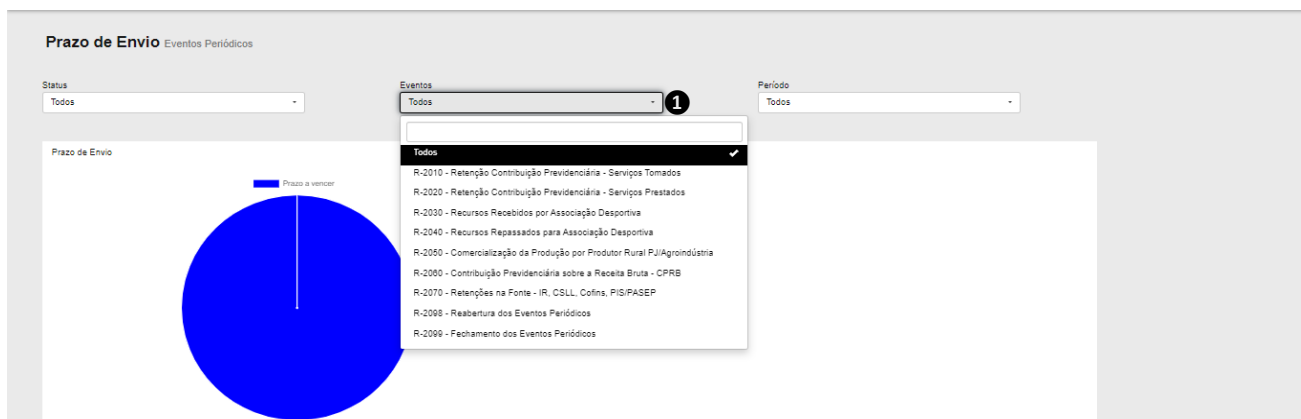 Prazo de Envio Eventos Periódicos
Status
Eventos
Período
Todos
Todos
1
Todos
Prazo de Envio
Prazo a vencer
Todos
R-2010 - Retenção Contribuição Previdenciária - Serviços Tomados
R-2020 - Retenção Contribuição Previdenciária - Serviços Prestados
R-2030 - Recursos Recebidos por Associação Desportiva
R-2040 - Recursos Repassados para Associação Desportiva
R-2050 - Comercialização da Produção por Produtor Rural PJ/Agroindústria
R-2060 - Contribuição Previdenciária sobre a Receita Bruta - CPRB
R-2070 - Retenções na Fonte - IR, CSLL, Cofins, PIS/PASEP
R-2098 - Reabertura dos Eventos Periódicos
R-2099 - Fechamento dos Eventos Periódicos